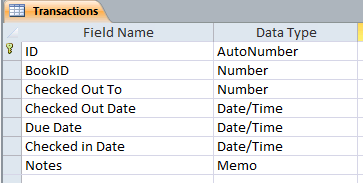 Transactions
Field Name Data Type
ID AutoNumber
BookID Number
Checked Out To Number
Checked Out Date Date/Time
Due Date Date/Time
Checked in Date Date/Time
Notes Memo